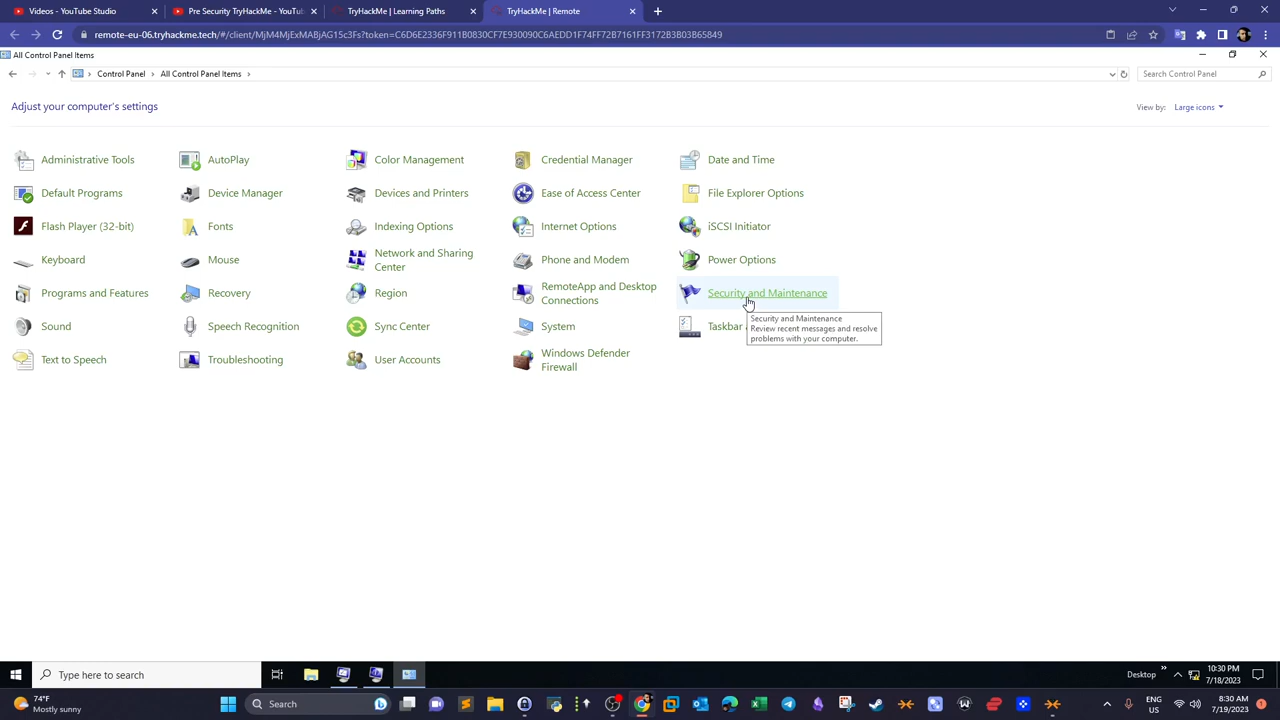 Videos - YouTube Studio
Pre Security TryHackMe - YouTu
TryHackMe | Learning Paths
TryHackMe | Remote
remote-eu-06.tryhackme.tech/#/client/MjM4MjExMABjAG15c3Fs?token=C6D6E2336F911B0830CF7E930090C6AEDD1F74FF72B7161FF3172B3B03B65849
All Control Panel Items
Control Panel > All Control Panel Items >
Search Control Panel
Adjust your computer's settings
View by: Large icons
Administrative Tools
AutoPlay
Color Management
Credential Manager
Date and Time
Default Programs
Device Manager
Devices and Printers
Ease of Access Center
File Explorer Options
Flash Player (32-bit)
Fonts
Indexing Options
Internet Options
iSCSI Initiator
Keyboard
Mouse
Network and Sharing
Center
Phone and Modem
Power Options
Programs and Features
Recovery
Region
RemoteApp and Desktop
Connections
Security and Maintenance
Sound
Speech Recognition
Sync Center
System
Taskbar
Security and Maintenance
Review recent messages and resolve
problems with your computer.
Text to Speech
Troubleshooting
User Accounts
Windows Defender
Firewall
Type here to search
Desktop
10:30 PM
7/18/2023
74°F
Mostly sunny
Search
ENG
US
8:30 AM
7/19/2023